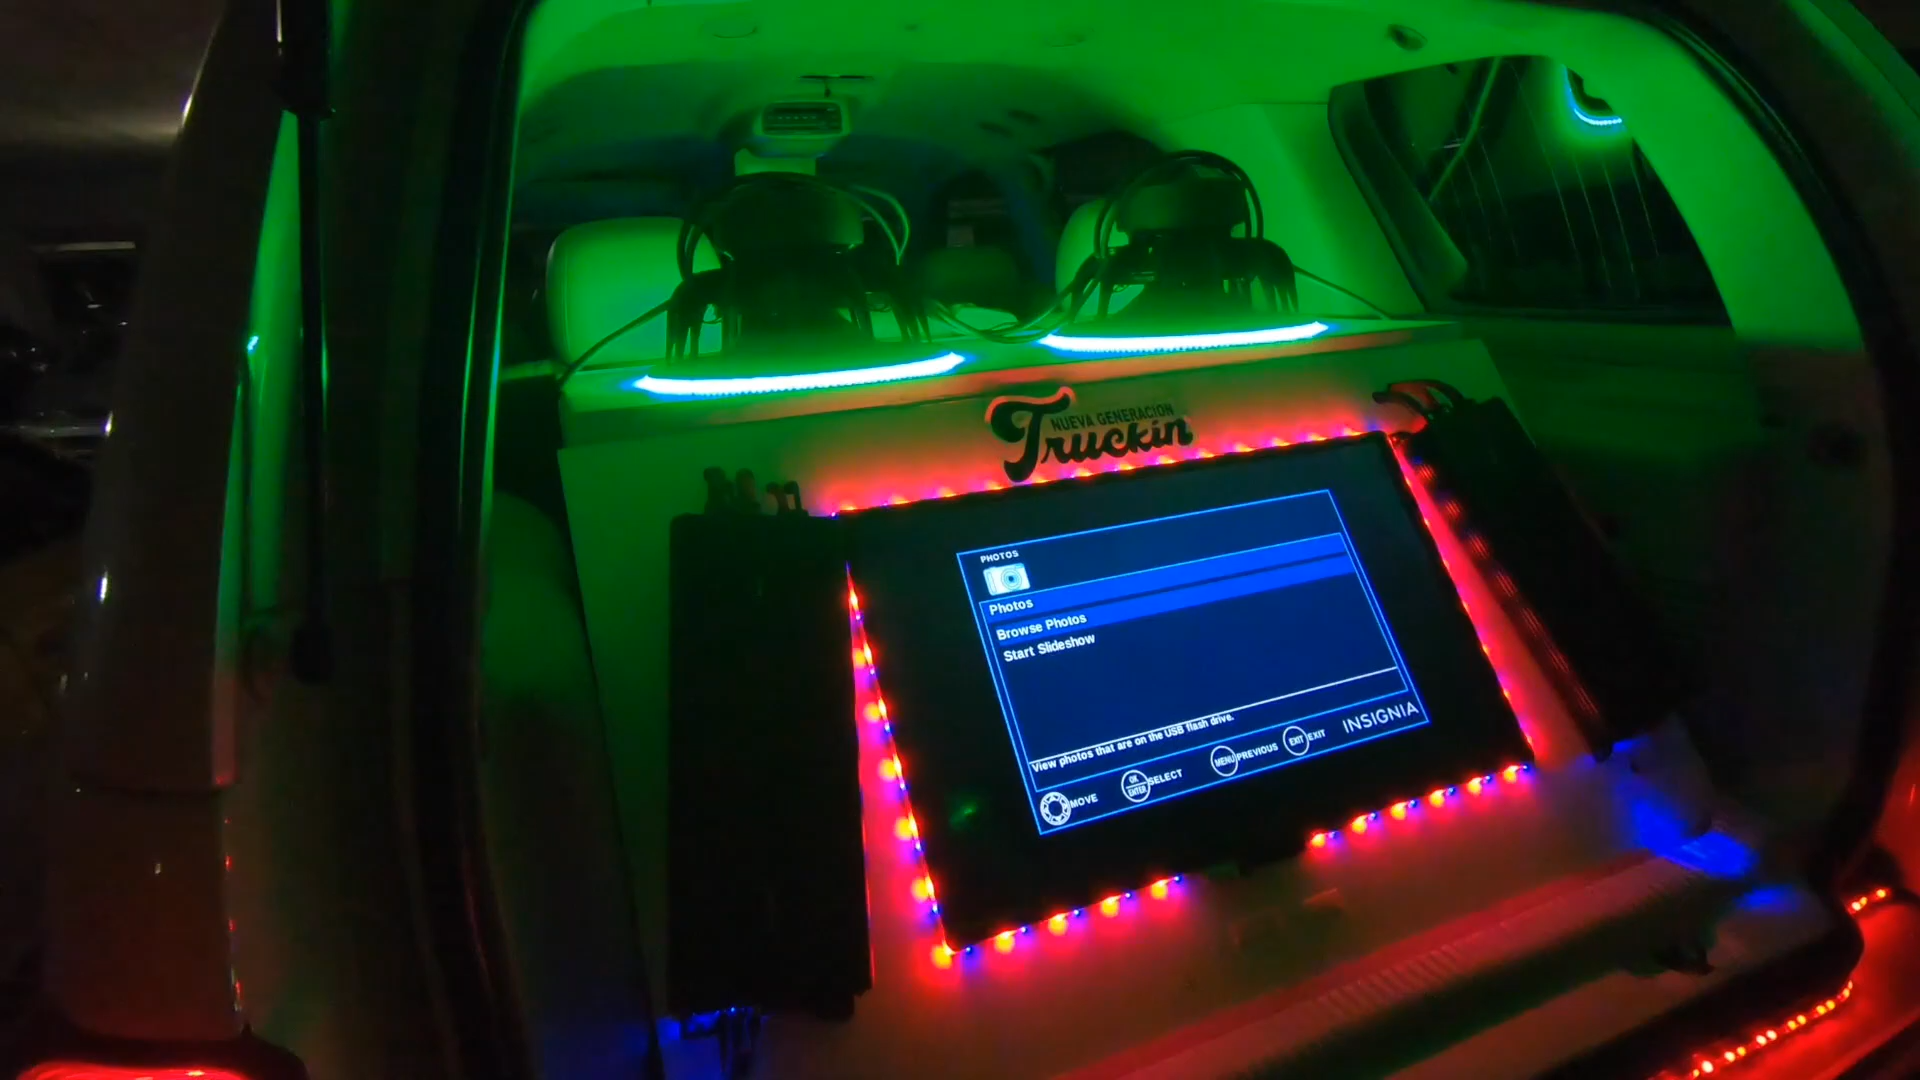 NUEVA GENERACION
Truckin
PHOTOS
Photos
Browse Photos
Start Slideshow
View photos that are on the USB flash drive.
MOVE
OK
ENTER
SELECT
MENU
PREVIOUS
EXIT
EXIT
INSIGNIA